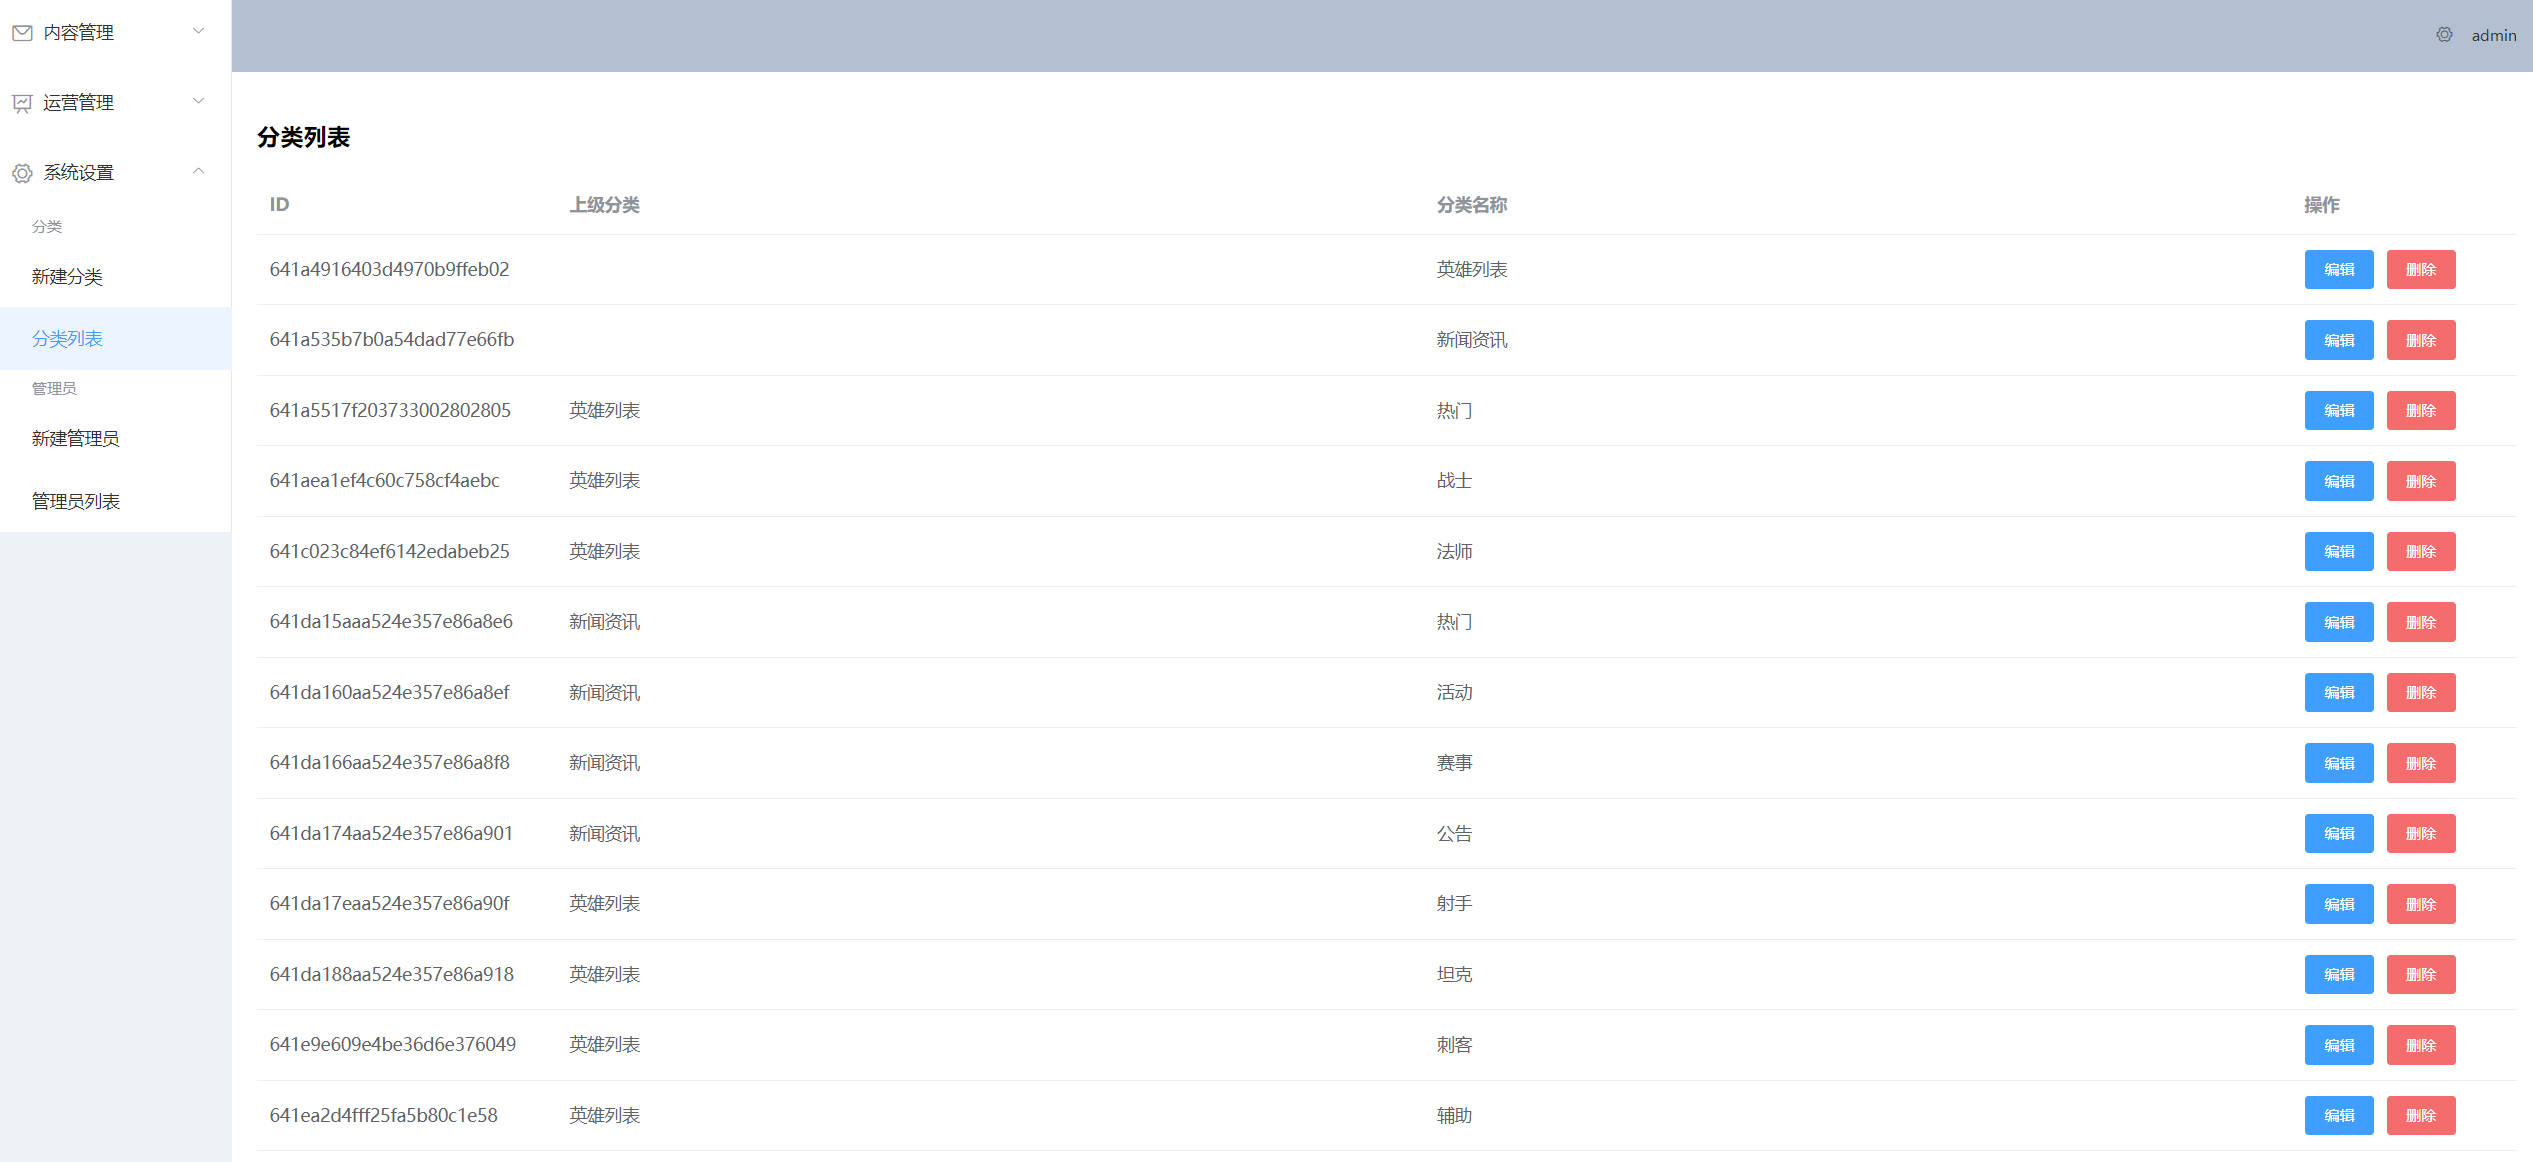 内容管理
运营管理
系统设置
分类
新建分类
分类列表
管理员
新建管理员
管理员列表
admin
分类列表
ID 上级分类 分类名称 操作
641a4916403d4970b9ffeb02 英雄列表 编辑 删除
641a535b7b0a54dad77e66fb 新闻资讯 编辑 删除
641a5517f203733002802805 英雄列表 热门 编辑 删除
641aea1ef4c60c758cf4aebc 英雄列表 战士 编辑 删除
641c023c84ef6142edabeb25 英雄列表 法师 编辑 删除
641da15aaa524e357e86a8e6 新闻资讯 热门 编辑 删除
641da160aa524e357e86a8ef 新闻资讯 活动 编辑 删除
641da166aa524e357e86a8f8 新闻资讯 赛事 编辑 删除
641da174aa524e357e86a901 新闻资讯 公告 编辑 删除
641da17eaa524e357e86a90f 英雄列表 射手 编辑 删除
641da188aa524e357e86a918 英雄列表 坦克 编辑 删除
641e9e609e4be36d6e376049 英雄列表 刺客 编辑 删除
641ea2d4fff25fa5b80c1e58 英雄列表 辅助 编辑 删除